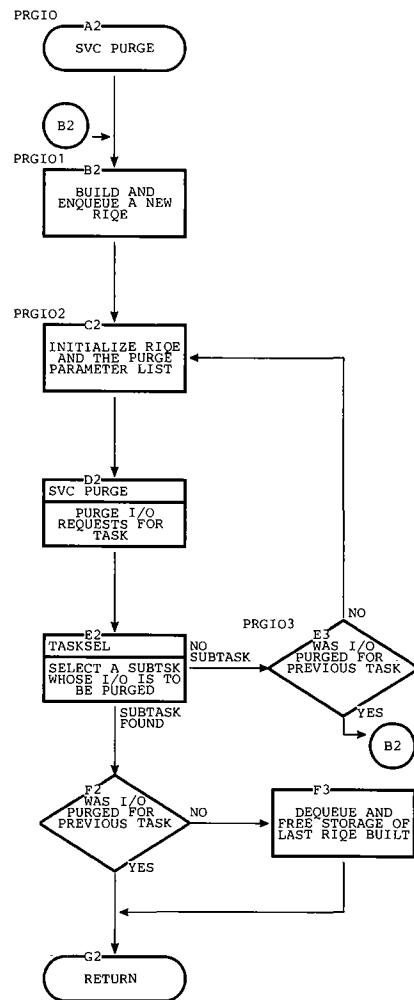 PRGIO
A2
SVC PURGE
B2
PRGIO1
B2
BUILD AND
ENQUEUE A NEW
RIQE
PRGIO2
C2
INITIALIZE RIQE
AND THE PURGE
PARAMETER LIST
D2
SVC PURGE
PURGE I/O
REQUESTS FOR
TASK
E2
TASKSEL
SELECT A SUBTSK
WHOSE I/O IS TO
BE PURGED
NO
SUBTASK
PRGIO3
E3
WAS I/O
PURGED FOR
PREVIOUS TASK
NO
YES
B2
SUBTASK
FOUND
F2
WAS I/O
PURGED FOR
PREVIOUS TASK
NO
YES
F3
DEQUEUE AND
FREE STORAGE OF
LAST RIQE BUILT
G2
RETURN